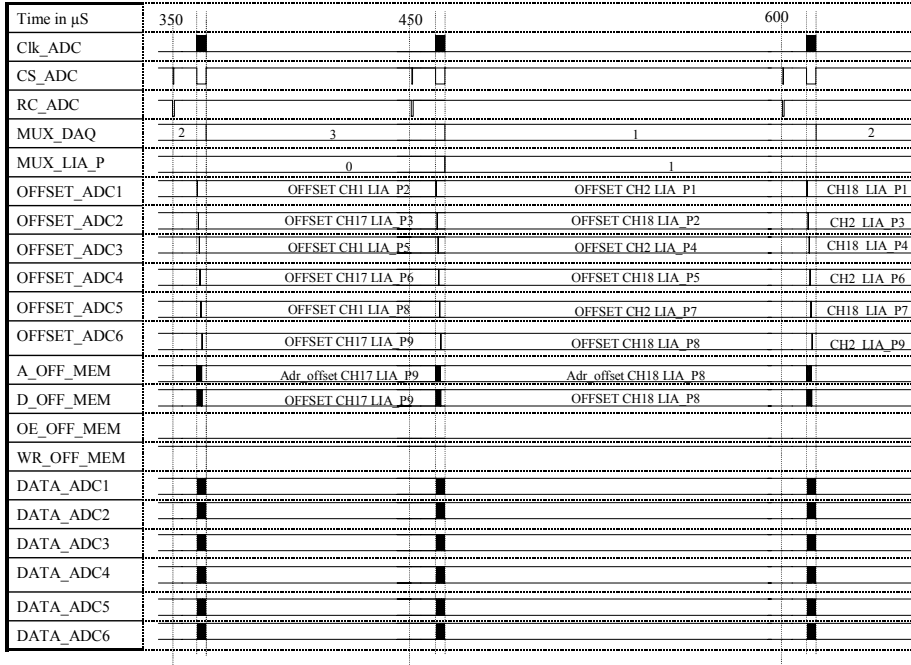 Time in µS 350 450 600
Clk_ADC
CS_ADC
RC_ADC
MUX_DAQ 2 3 1 2
MUX_LIA_P 0 1
OFFSET_ADC1 OFFSET CH1 LIA_P2 OFFSET CH2 LIA_P1 CH18 LIA_P1
OFFSET_ADC2 OFFSET CH17 LIA_P3 OFFSET CH18 LIA_P2 CH2 LIA_P3
OFFSET_ADC3 OFFSET CH1 LIA_P5 OFFSET CH2 LIA_P4 CH18 LIA_P4
OFFSET_ADC4 OFFSET CH17 LIA_P6 OFFSET CH18 LIA_P5 CH2 LIA_P6
OFFSET_ADC5 OFFSET CH1 LIA_P8 OFFSET CH2 LIA_P7 CH18 LIA_P7
OFFSET_ADC6 OFFSET CH17 LIA_P9 OFFSET CH18 LIA_P8 CH2 LIA_P9
A_OFF_MEM Adr_offset CH17 LIA_P9 Adr_offset CH18 LIA_P8
D_OFF_MEM OFFSET CH17 LIA_P9 OFFSET CH18 LIA_P8
OE_OFF_MEM
WR_OFF_MEM
DATA_ADC1
DATA_ADC2
DATA_ADC3
DATA_ADC4
DATA_ADC5
DATA_ADC6